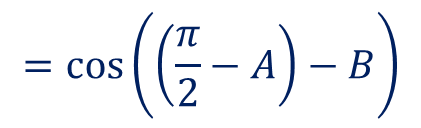 = cos((π/2 − A) − B)